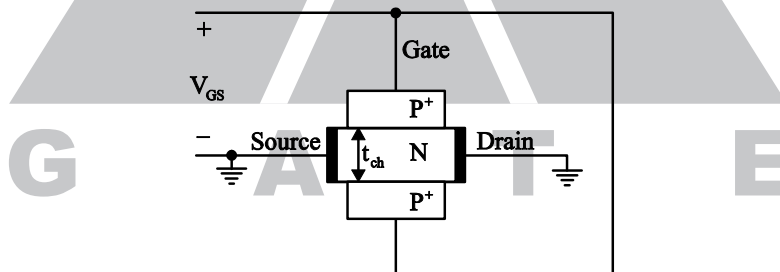 +
Gate
V_GS
P+
− Source t_ch N Drain
P+
G A T E